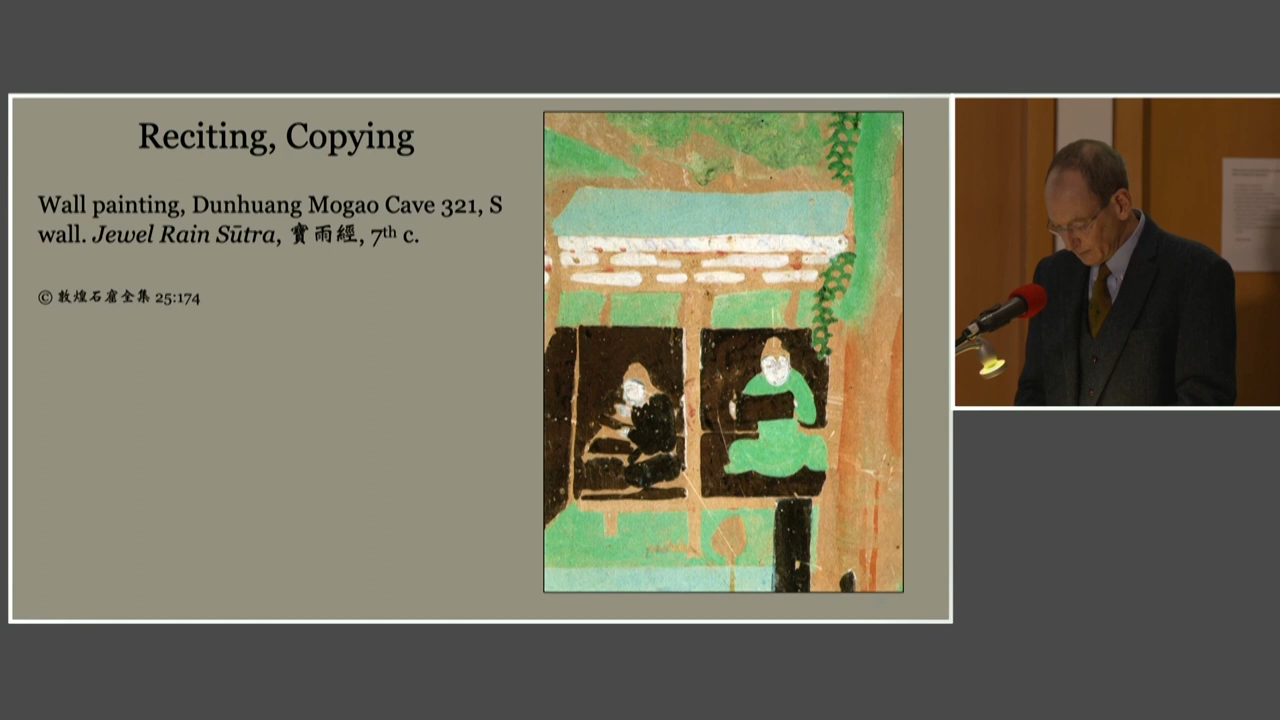 Reciting, Copying
Wall painting, Dunhuang Mogao Cave 321, S
wall. Jewel Rain Sūtra, 寶雨經, 7th c.
© 敦煌石窟全集 25:174